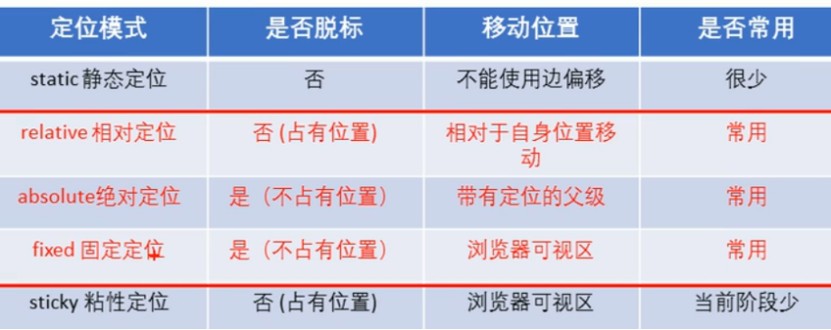 定位模式 是否脱标 移动位置 是否常用
static 静态定位 否 不能使用边偏移 很少
relative 相对定位 否 (占有位置) 相对于自身位置移动 常用
absolute绝对定位 是（不占有位置） 带有定位的父级 常用
fixed 固定定位 是（不占有位置） 浏览器可视区 常用
sticky 粘性定位 否 (占有位置) 浏览器可视区 当前阶段少